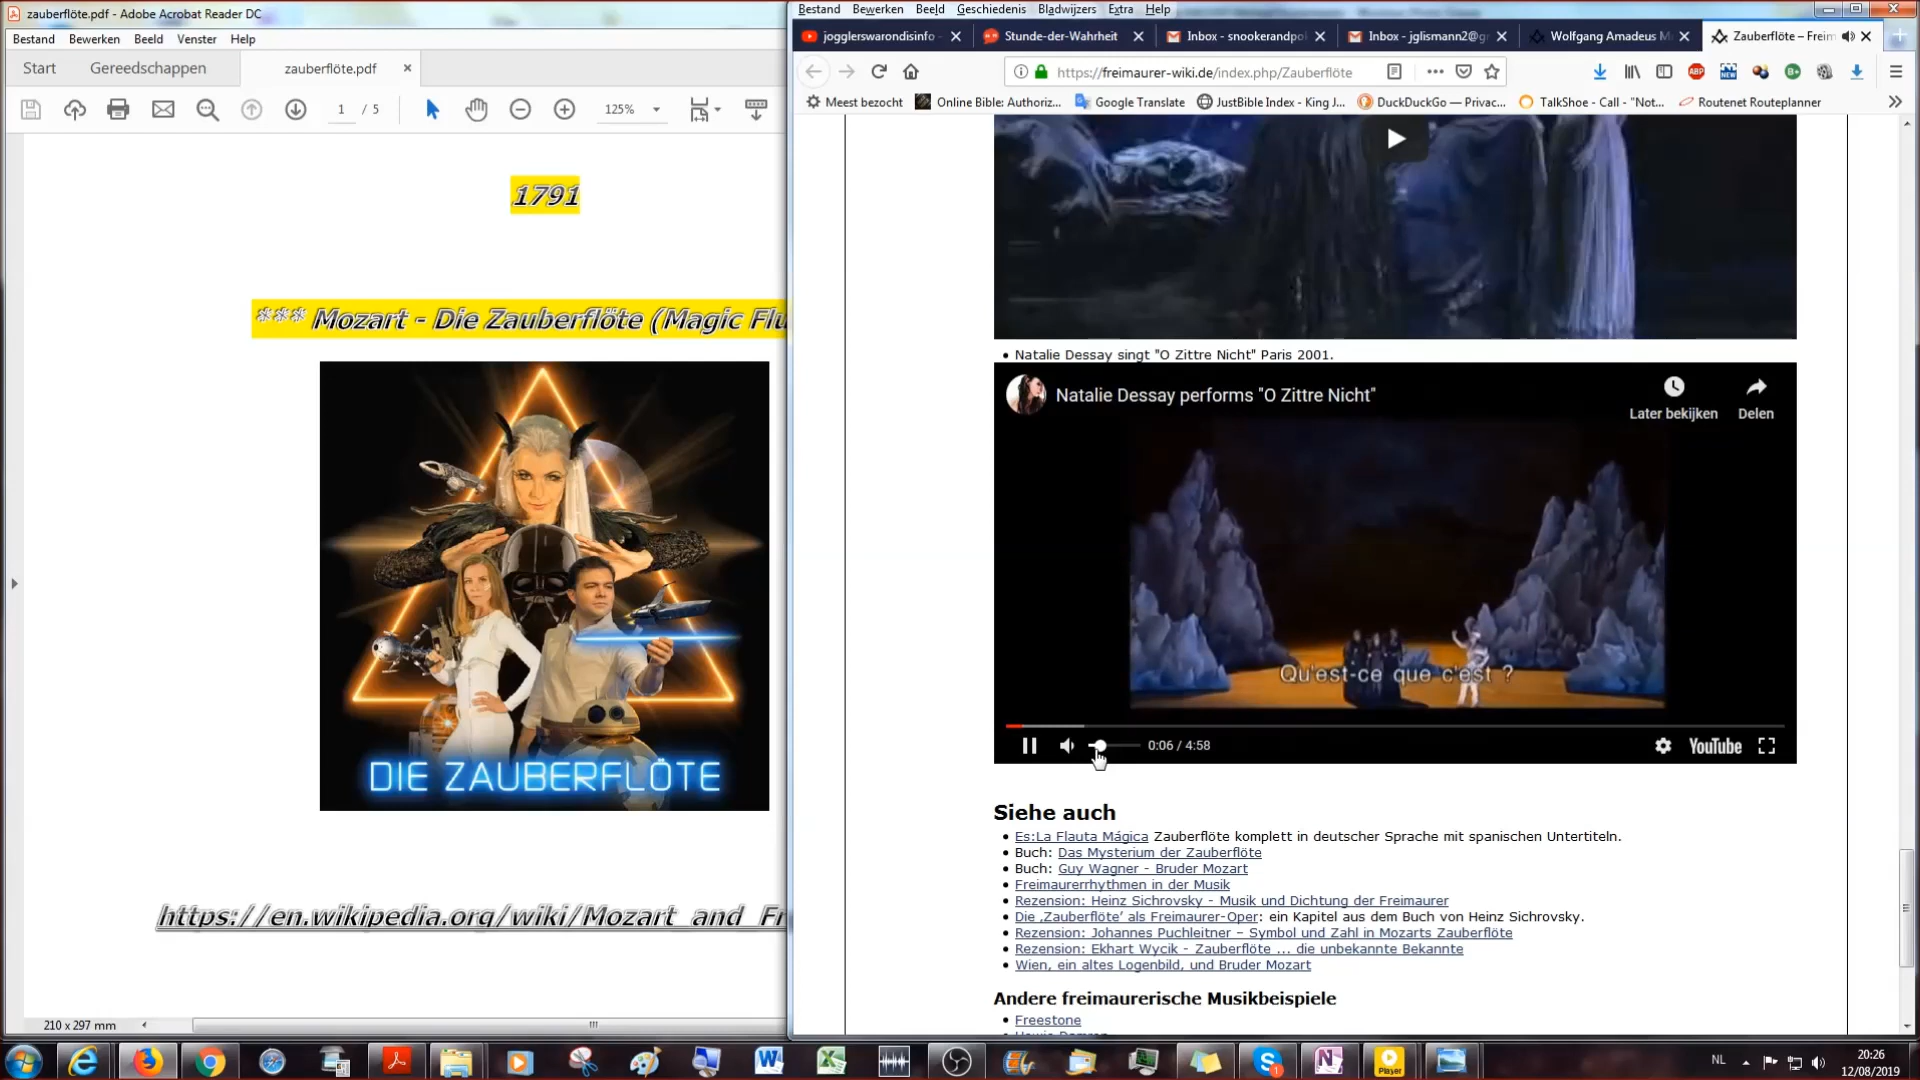 zauberflöte.pdf - Adobe Acrobat Reader DC
Bestand Bewerken Beeld Venster Help
Start Gereedschappen zauberflöte.pdf ×
1 / 5 125%
1791
*** Mozart - Die Zauberflöte (Magic Flu
DIE ZAUBERFLÖTE
https://en.wikipedia.org/wiki/Mozart_and_Fr
210 x 297 mm
Bestand Bewerken Beeld Geschiedenis Bladwijzers Extra Help
jogglerswarondisinfo - Stunde-der-Wahrheit Inbox - snookerandpo Inbox - jglismann2@g Wolfgang Amadeus M Zauberflöte – Freim
https://freimaurer-wiki.de/index.php/Zauberflöte
Meest bezocht Online Bible: Authoriz... Google Translate JustBible Index - King J... DuckDuckGo — Privac... TalkShoe - Call - "Not... Routenet Routeplanner
• Natalie Dessay singt "O Zittre Nicht" Paris 2001.
Natalie Dessay performs "O Zittre Nicht"
Later bekijken Delen
Qu'est-ce que c'est ?
0:06 / 4:58 YouTube
Siehe auch
• Es:La Flauta Mágica Zauberflöte komplett in deutscher Sprache mit spanischen Untertiteln.
• Buch: Das Mysterium der Zauberflöte
• Buch: Guy Wagner - Bruder Mozart
• Freimaurerrhythmen in der Musik
• Rezension: Heinz Sichrovsky - Musik und Dichtung der Freimaurer
• Die ‚Zauberflöte’ als Freimaurer-Oper: ein Kapitel aus dem Buch von Heinz Sichrovsky.
• Rezension: Johannes Puchleitner – Symbol und Zahl in Mozarts Zauberflöte
• Rezension: Ekhart Wycik - Zauberflöte ... die unbekannte Bekannte
• Wien, ein altes Logenbild, und Bruder Mozart
Andere freimaurerische Musikbeispiele
• Freestone
NL
20:26
12/08/2019